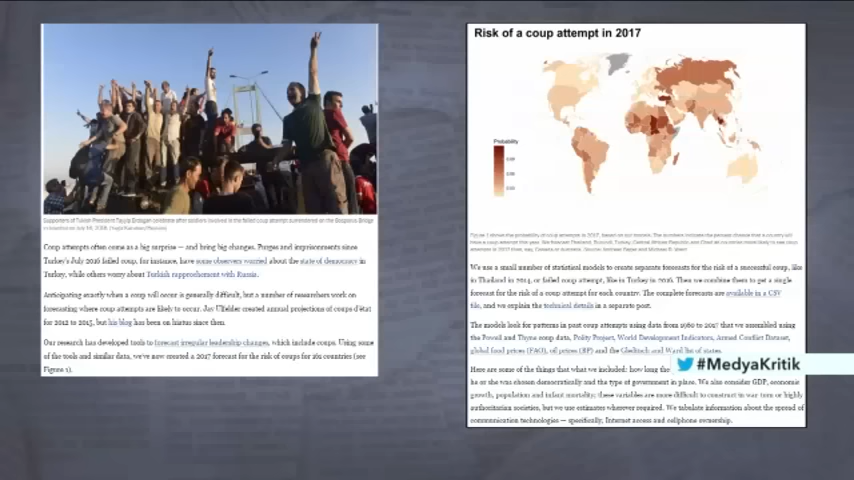 Supporters of Turkish President Tayyip Erdogan celebrate after soldiers involved in the failed coup attempt surrendered on the Bosporus Bridge
in Istanbul on July 16, 2016.
Coup attempts often come as a big surprise — and bring big changes. Purges and imprisonments since
Turkey's July 2016 failed coup, for instance, have some observers worried about the state of democracy in
Turkey, while others worry about Turkish rapprochement with Russia.
Anticipating exactly when a coup will occur is generally difficult, but a number of researchers work on
forecasting where coup attempts are likely to occur. Jay Ulfelder created annual projections of coups d'état
for 2012 to 2015, but his blog has been on hiatus since then.
Our research has developed tools to forecast irregular leadership changes, which include coups. Using some
of the tools and similar data, we've now created a 2017 forecast for the risk of coups for 161 countries (see
Figure 1).
Risk of a coup attempt in 2017
Probability
We use a small number of statistical models to create separate forecasts for the risk of a successful coup, like
in Thailand in 2014, or failed coup attempt, like in Turkey in 2016. Then we combine them to get a single
forecast for the risk of a coup attempt for each country. The complete forecasts are available in a CSV
file, and we explain the technical details in a separate post.
The models look for patterns in past coup attempts using data from 1960 to 2017 that we assembled using
the Powell and Thyne coup data, Polity Project, World Development Indicators, Armed Conflict Dataset,
global food prices (FAO), oil prices (BP) and the Gleditsch and Ward list of states.
Here are some of the things that what we included: how long the
he or she was chosen democratically and the type of government in place. We also consider GDP, economic
growth, population and infant mortality; these variables are more difficult to construct in war torn or highly
authoritarian societies, but we use estimates wherever required. We tabulate information about the spread of
communication technologies — specifically, Internet access and cellphone ownership.
#MedyaKritik